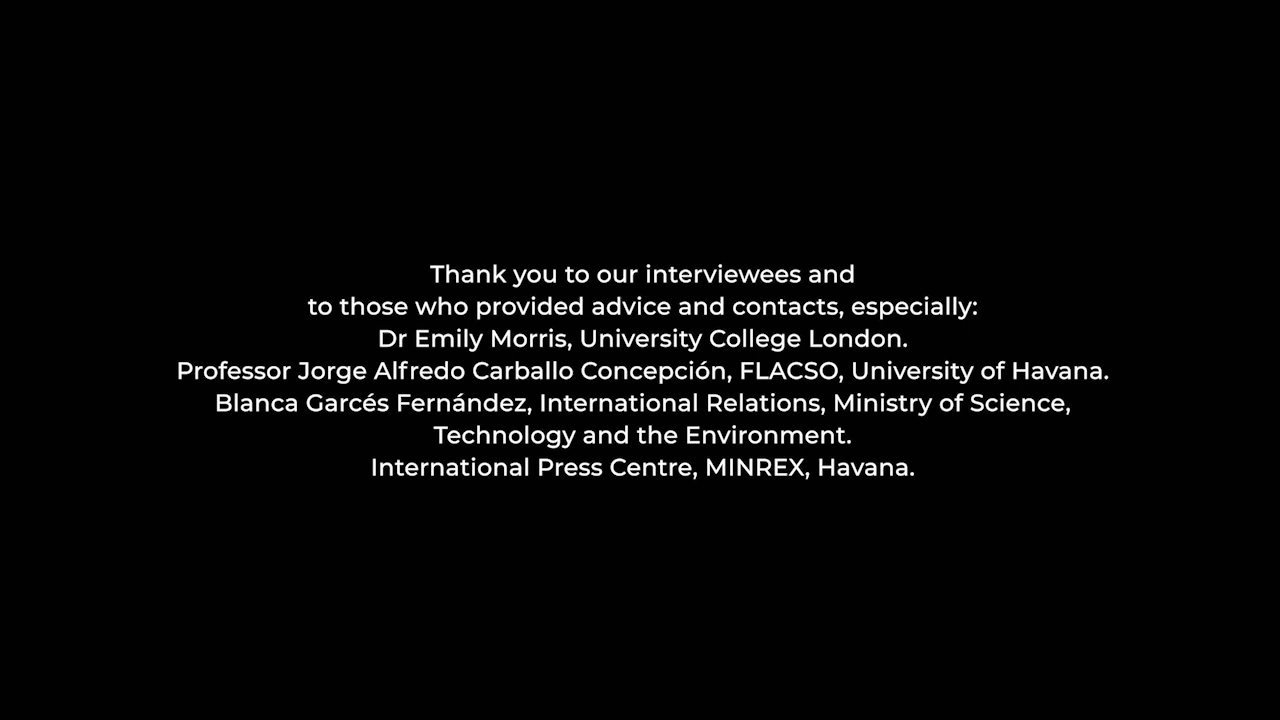 Thank you to our interviewees and
to those who provided advice and contacts, especially:
Dr Emily Morris, University College London.
Professor Jorge Alfredo Carballo Concepción, FLACSO, University of Havana.
Blanca Garcés Fernández, International Relations, Ministry of Science,
Technology and the Environment.
International Press Centre, MINREX, Havana.